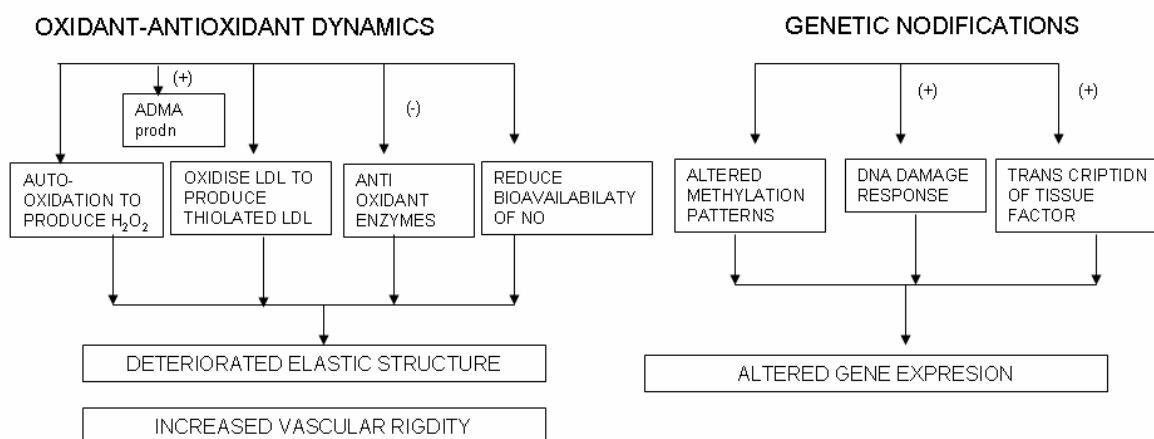 OXIDANT-ANTIOXIDANT DYNAMICS
(+)
ADMA
prodn
(-)
AUTO-
OXIDATION TO
PRODUCE H₂O₂
OXIDISE LDL TO
PRODUCE
THIOLATED LDL
ANTI
OXIDANT
ENZYMES
REDUCE
BIOAVAILABILATY
OF NO
DETERIORATED ELASTIC STRUCTURE
INCREASED VASCULAR RIGDITY
GENETIC NODIFICATIONS
(+)
(+)
ALTERED
METHYLATION
PATTERNS
DNA DAMAGE
RESPONSE
TRANS CRIPTIDN
OF TISSUE
FACTOR
ALTERED GENE EXPRESION